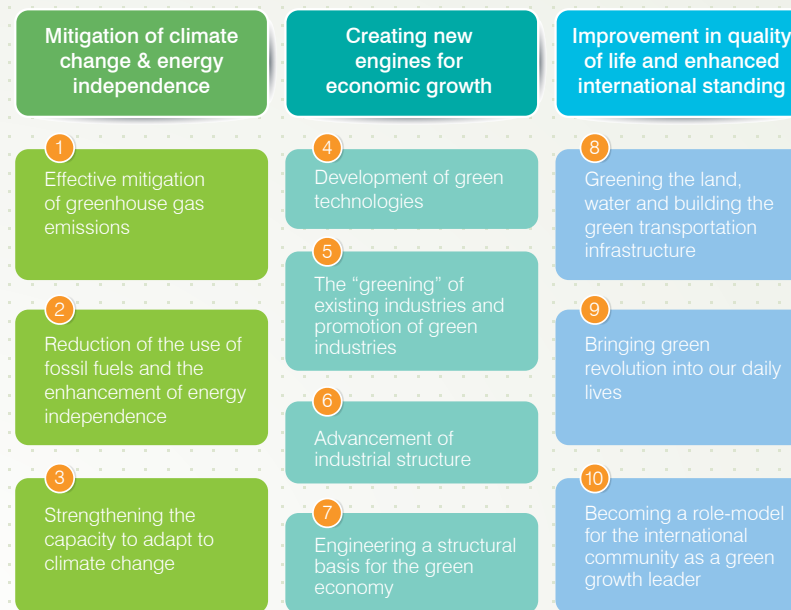 Mitigation of climate
change & energy
independence
1
Effective mitigation
of greenhouse gas
emissions
2
Reduction of the use of
fossil fuels and the
enhancement of energy
independence
3
Strengthening the
capacity to adapt to
climate change
Creating new
engines for
economic growth
4
Development of green
technologies
5
The “greening” of
existing industries and
promotion of green
industries
6
Advancement of
industrial structure
7
Engineering a structural
basis for the green
economy
Improvement in quality
of life and enhanced
international standing
8
Greening the land,
water and building the
green transportation
infrastructure
9
Bringing green
revolution into our daily
lives
10
Becoming a role-model
for the international
community as a green
growth leader